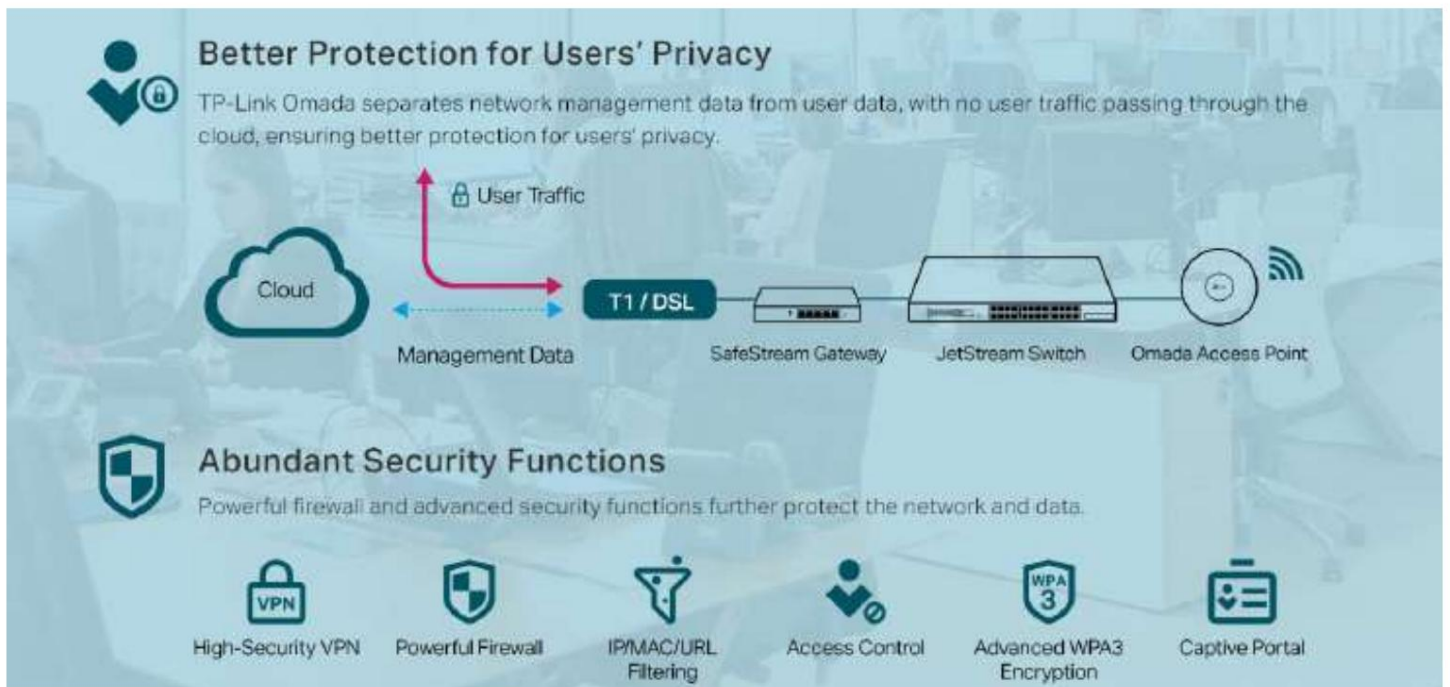 Better Protection for Users' Privacy
TP-Link Omada separates network management data from user data, with no user traffic passing through the
cloud, ensuring better protection for users' privacy.
User Traffic
Cloud
T1 / DSL
Management Data
SafeStream Gateway
JetStream Switch
Omada Access Point
Abundant Security Functions
Powerful firewall and advanced security functions further protect the network and data.
VPN
WPA
3
High-Security VPN
Powerful Firewall
IP/MAC/URL
Filtering
Access Control
Advanced WPA3
Encryption
Captive Portal